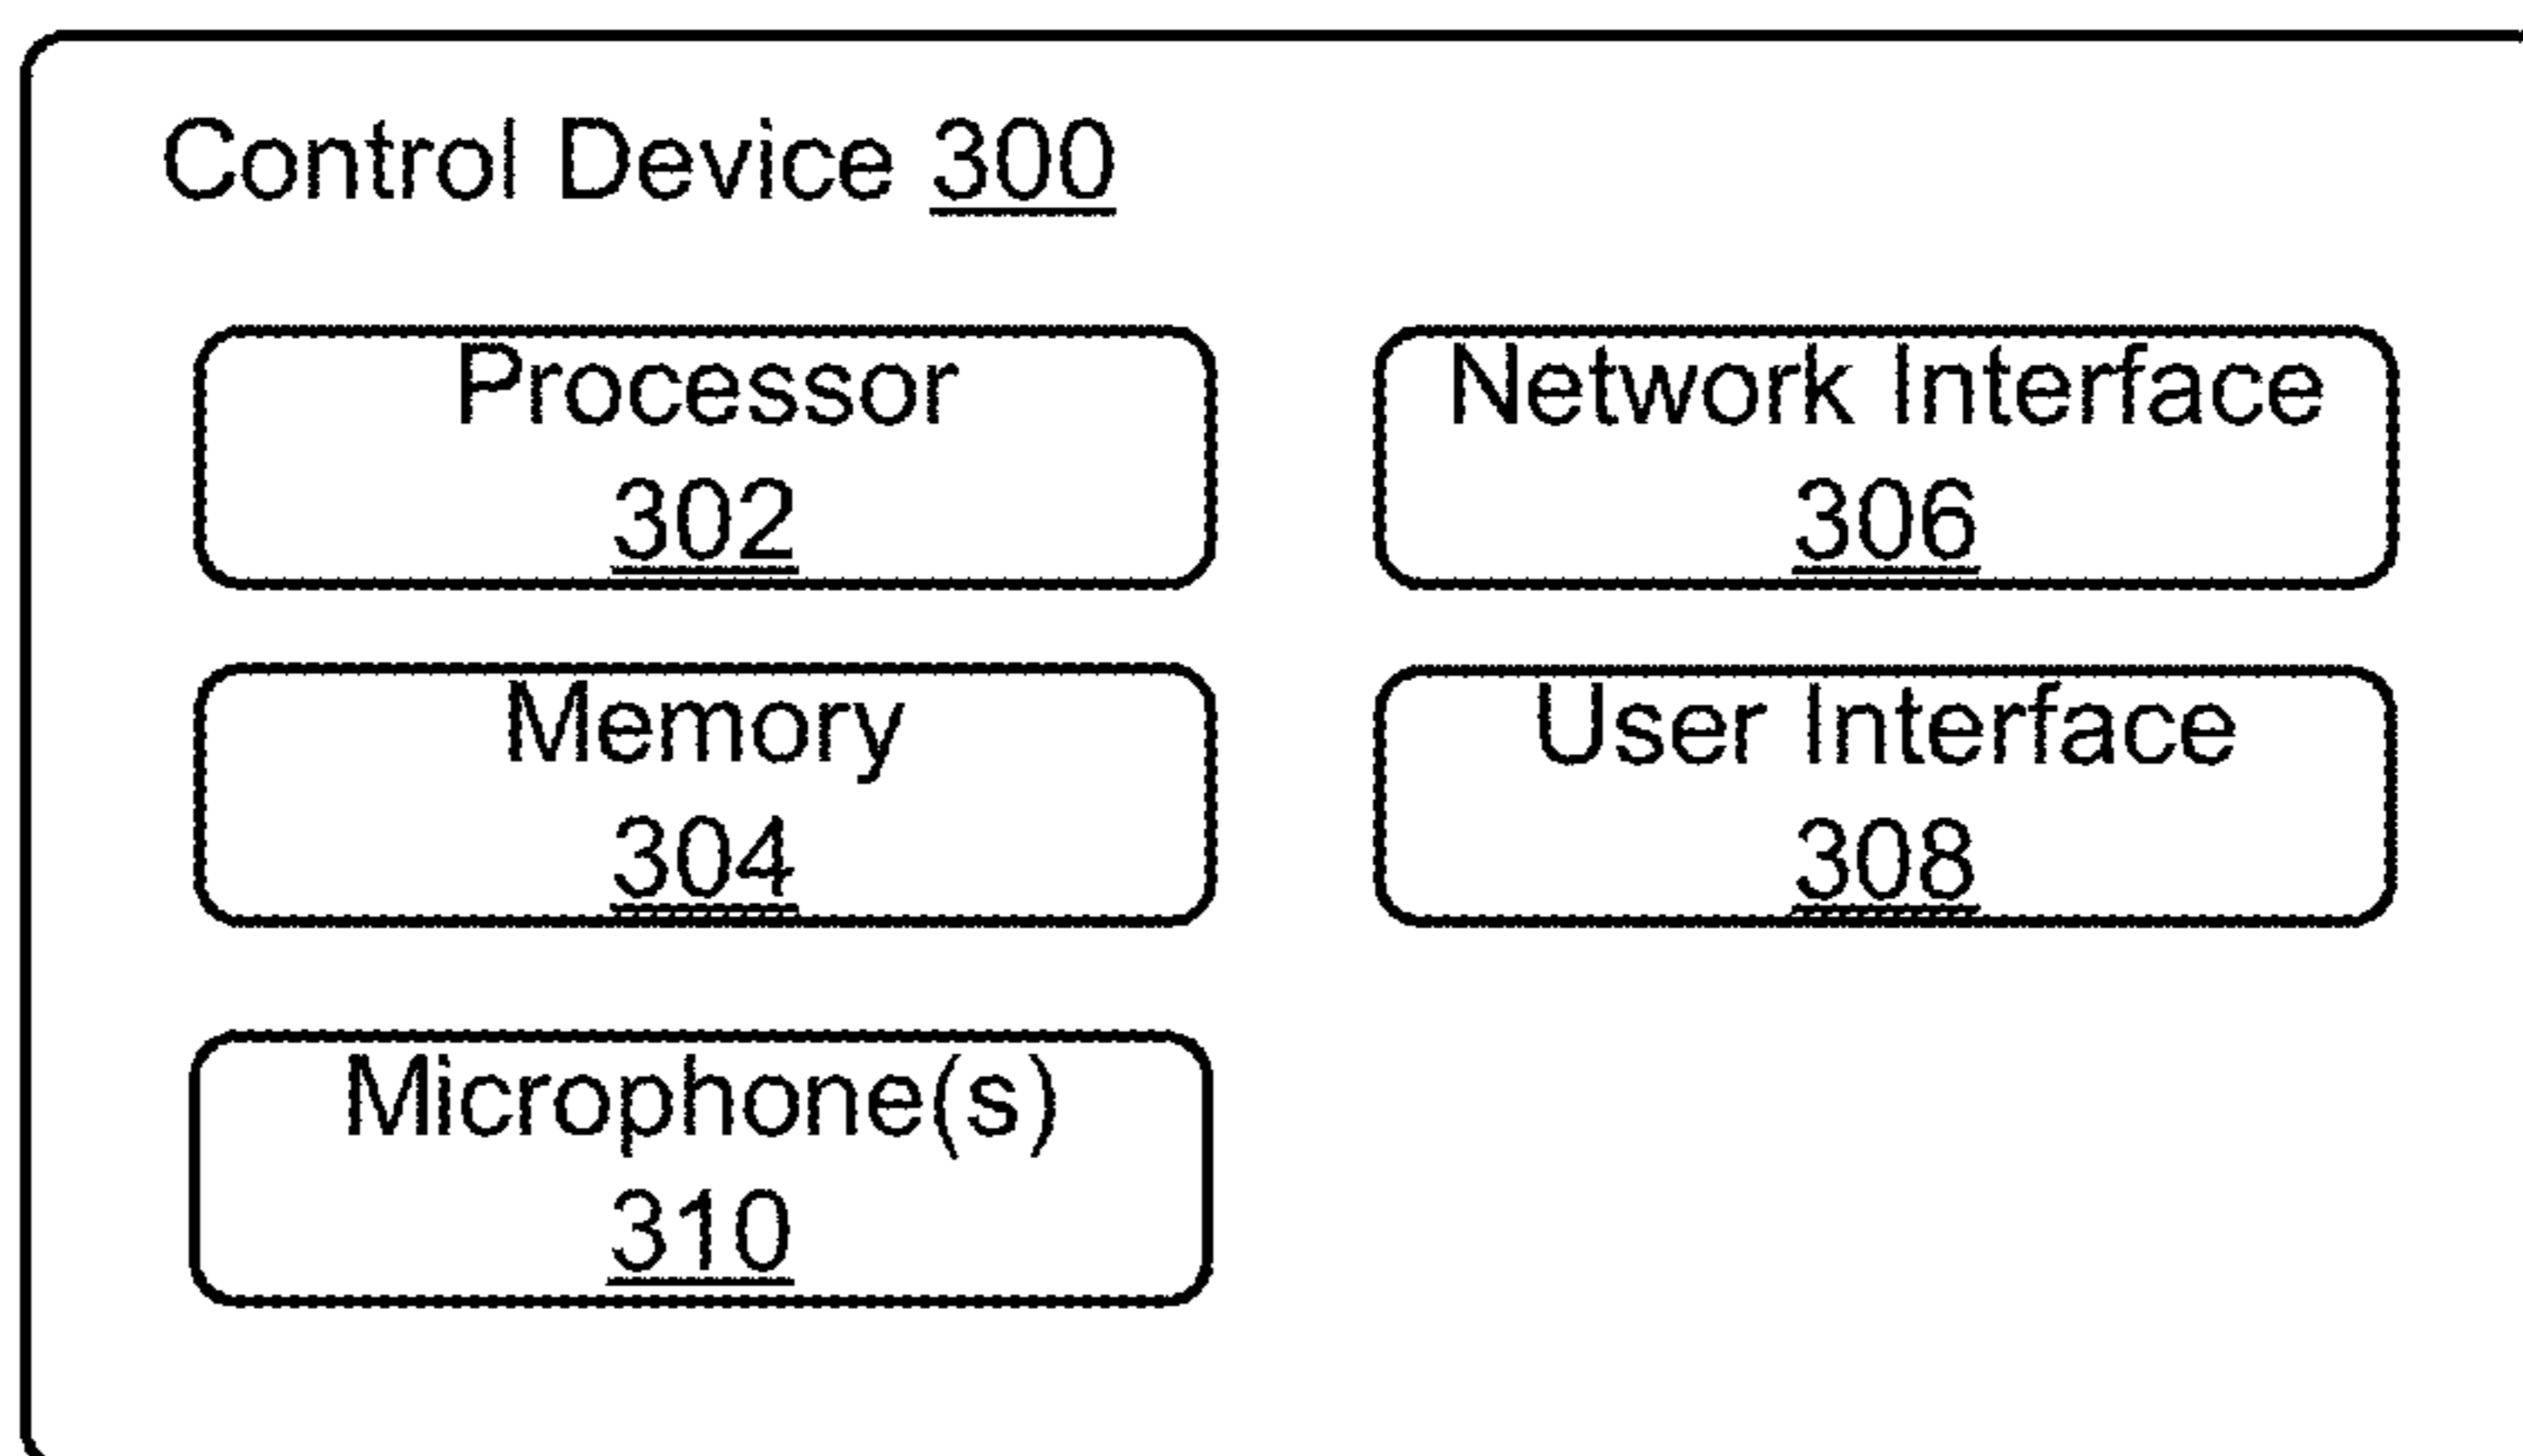 Control Device 300
Processor
302
Network Interface
306
Memory
304
User Interface
308
Microphone(s)
310